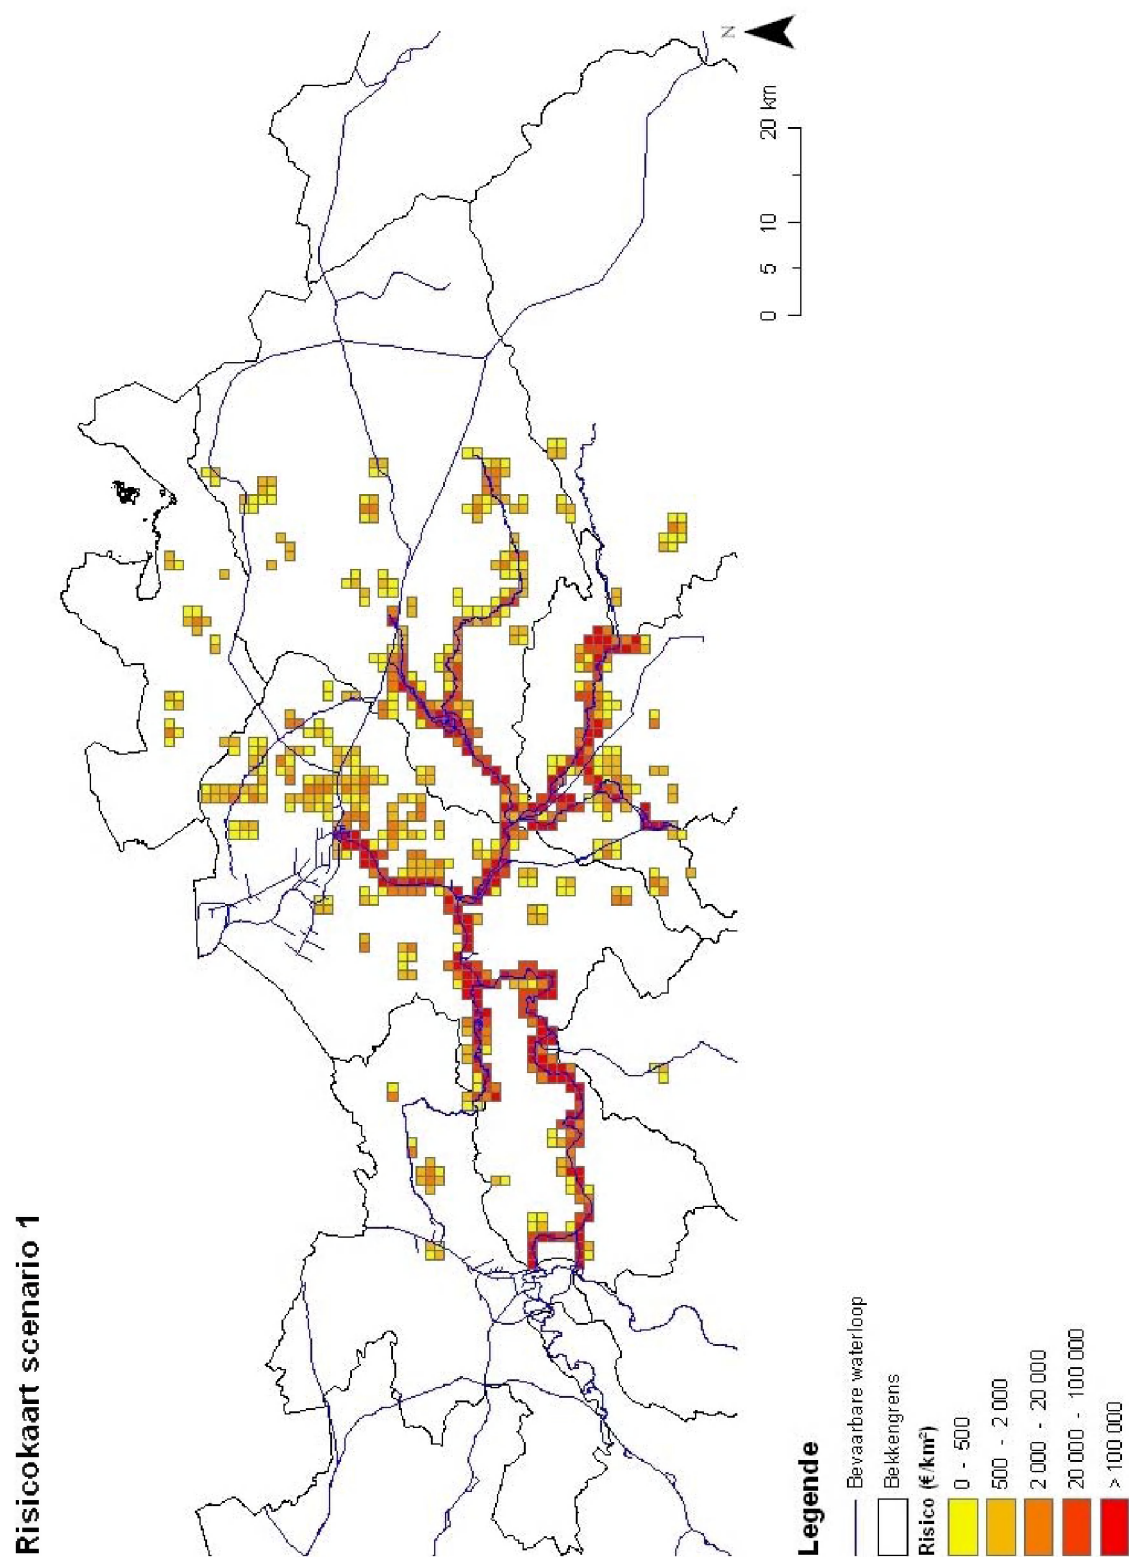 Risicokaart scenario 1
N
0 5 10 20 km
Legende
Bevaarbare waterloop
Bekkengrens
Risico (€/km²)
0 - 500
500 - 2 000
2 000 - 20 000
20 000 - 100 000
> 100 000